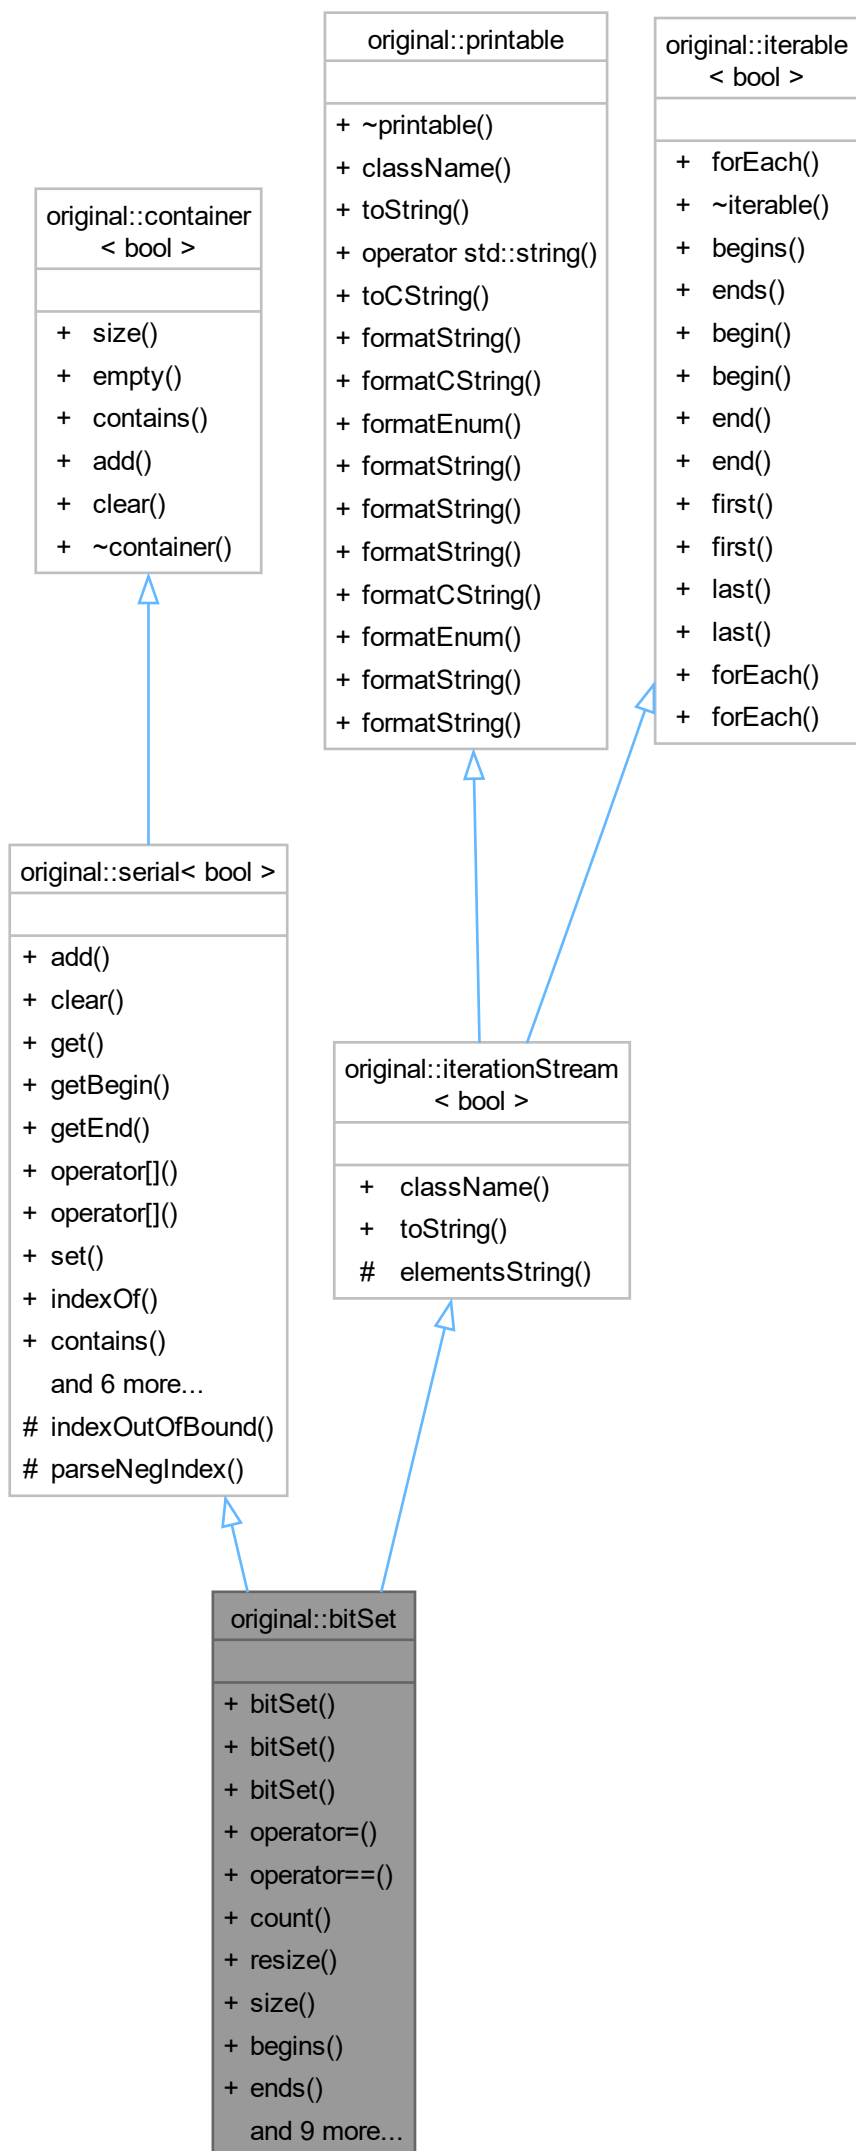 original::printable
+ ~printable()
+ className()
+ toString()
+ operator std::string()
+ toCString()
+ formatString()
+ formatCString()
+ formatEnum()
+ formatString()
+ formatString()
+ formatString()
+ formatCString()
+ formatEnum()
+ formatString()
+ formatString()
original::iterable
< bool >
+ forEach()
+ ~iterable()
+ begins()
+ ends()
+ begin()
+ begin()
+ end()
+ end()
+ first()
+ first()
+ last()
+ last()
+ forEach()
+ forEach()
original::container
< bool >
+ size()
+ empty()
+ contains()
+ add()
+ clear()
+ ~container()
original::serial< bool >
+ add()
+ clear()
+ get()
+ getBegin()
+ getEnd()
+ operator[]()
+ operator[]()
+ set()
+ indexOf()
+ contains()
and 6 more...
# indexOutOfBound()
# parseNegIndex()
original::iterationStream
< bool >
+ className()
+ toString()
# elementsString()
original::bitSet
+ bitSet()
+ bitSet()
+ bitSet()
+ operator=()
+ operator==()
+ count()
+ resize()
+ size()
+ begins()
+ ends()
and 9 more...